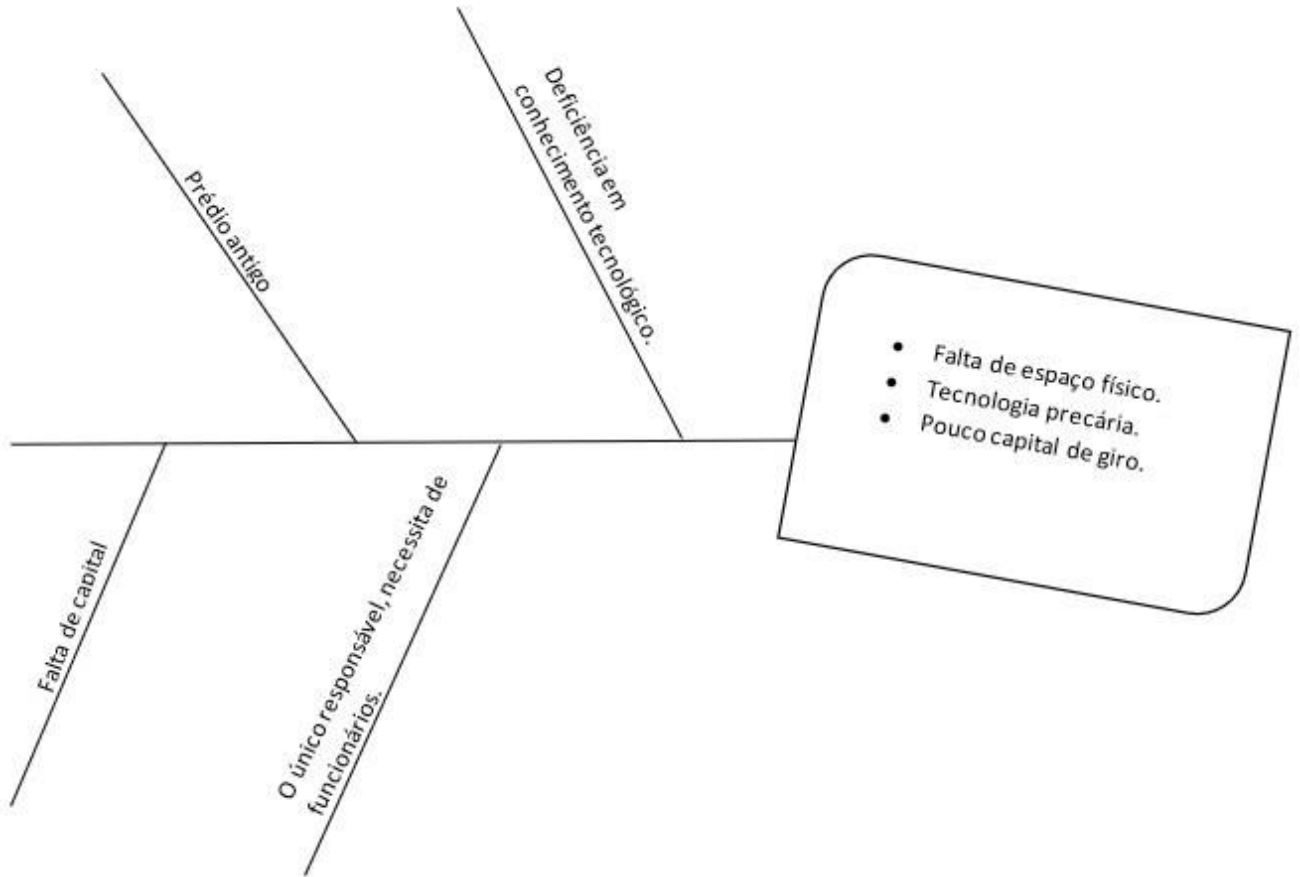 Prédio antigo
Deficiência em
conhecimento tecnológico.
• Falta de espaço físico.
• Tecnologia precária.
• Pouco capital de giro.
Falta de capital
O único responsável, necessita de
funcionários.